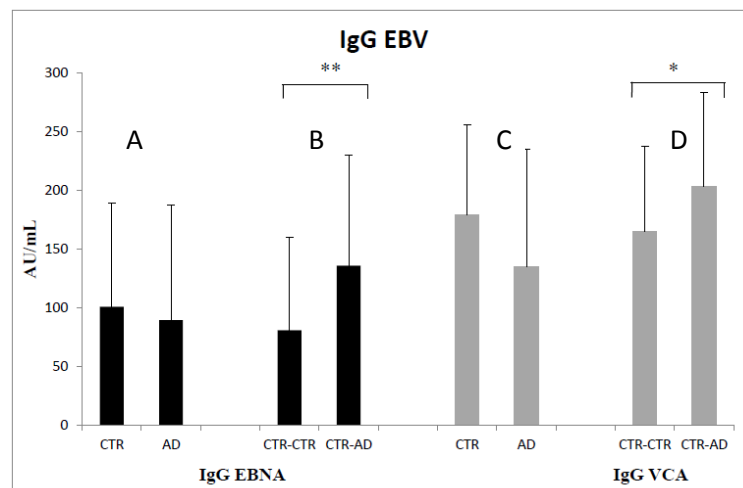 IgG EBV
** *
300
A B C D
250
200
150
100
50
0
AU/mL
CTR AD CTR-CTR CTR-AD CTR AD CTR-CTR CTR-AD
IgG EBNA IgG VCA